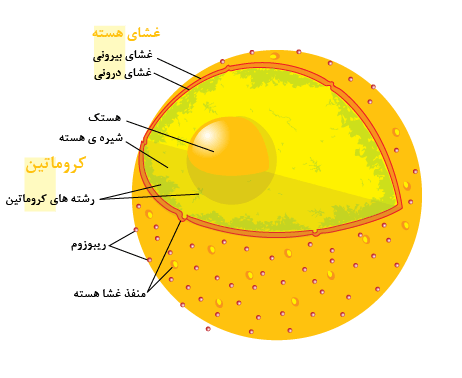 غشای هسته
غشای بیرونی
غشای درونی
هستک
شیره ی هسته
کروماتین
رشته های کروماتین
ریبوزوم
منفذ غشا هسته